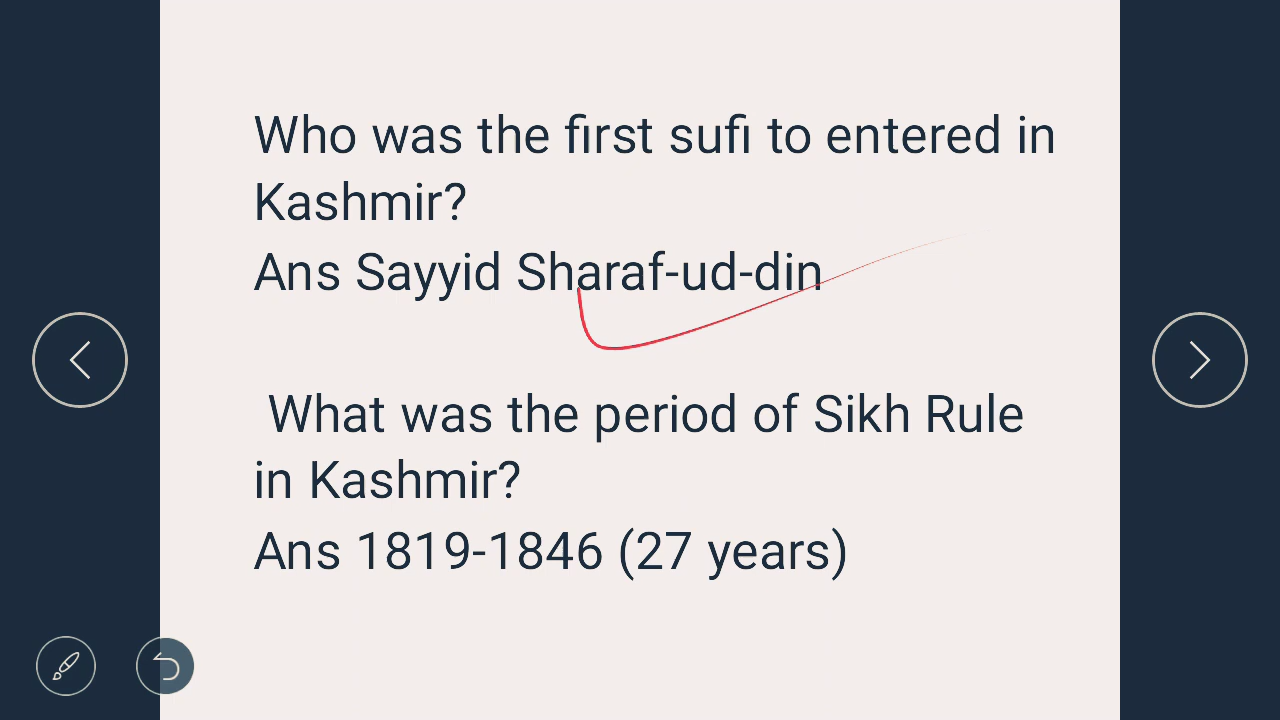 Who was the first sufi to entered in
Kashmir?
Ans Sayyid Sharaf-ud-din
What was the period of Sikh Rule
in Kashmir?
Ans 1819-1846 (27 years)